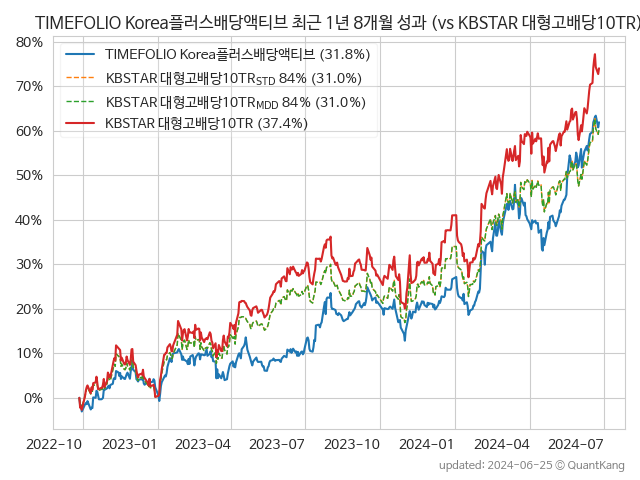 TIMEFOLIO Korea플러스배당액티브 최근 1년 8개월 성과 (vs KBSTAR 대형고배당10TR)
80%
70%
60%
50%
40%
30%
20%
10%
0%
TIMEFOLIO Korea플러스배당액티브 (31.8%)
KBSTAR 대형고배당10TR STD 84% (31.0%)
KBSTAR 대형고배당10TR MDD 84% (31.0%)
KBSTAR 대형고배당10TR (37.4%)
2022-10 2023-01 2023-04 2023-07 2023-10 2024-01 2024-04 2024-07
updated: 2024-06-25 © QuantKang